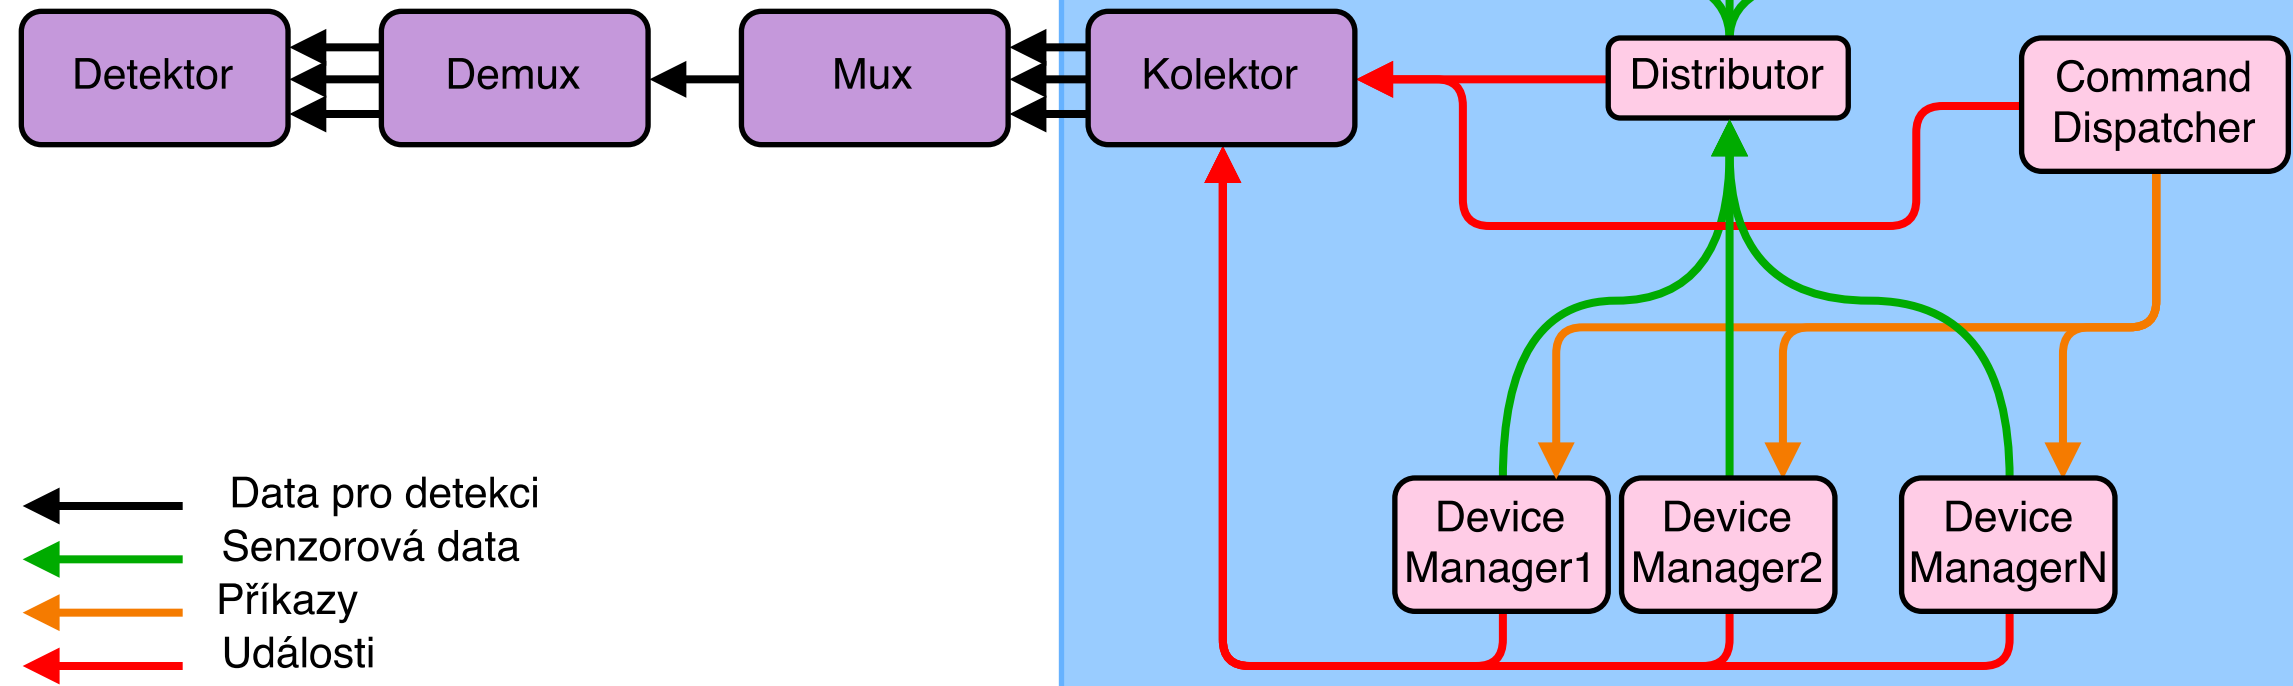 Detektor
Demux
Mux
Kolektor
Distributor
Command
Dispatcher
Device
Manager1
Device
Manager2
Device
ManagerN
Data pro detekci
Senzorová data
Příkazy
Události